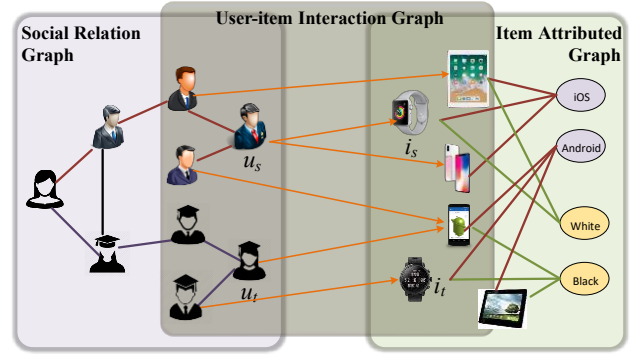 User-item Interaction Graph
Social Relation
Graph
Item Attributed
Graph
iOS
Android
White
Black
u_s
i_s
u_t
i_t